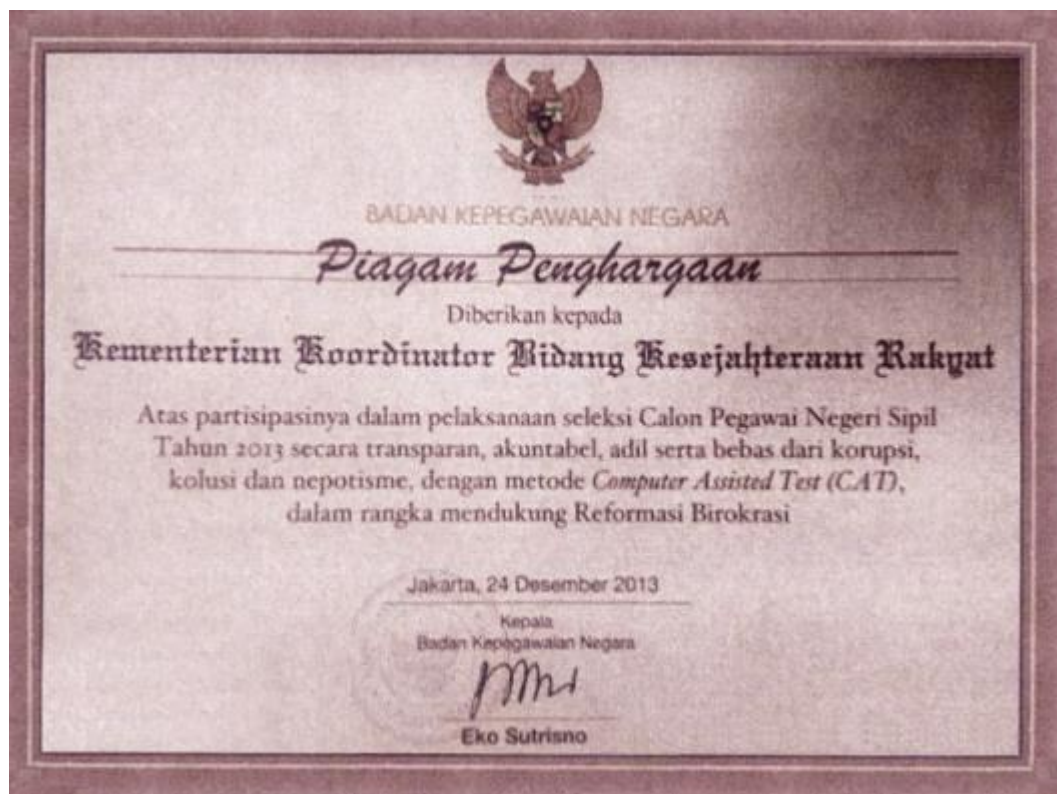 BADAN KEPEGAWAIAN NEGARA
Piagam Penghargaan
Diberikan kepada
Kementerian Koordinator Bidang Kesejahteraan Rakyat
Atas partisipasinya dalam pelaksanaan seleksi Calon Pegawai Negeri Sipil
Tahun 2013 secara transparan, akuntabel, adil serta bebas dari korupsi,
kolusi dan nepotisme, dengan metode Computer Assisted Test (CAT),
dalam rangka mendukung Reformasi Birokrasi
Jakarta, 24 Desember 2013
Kepala
Badan Kepegawaian Negara
Eko Sutrisno